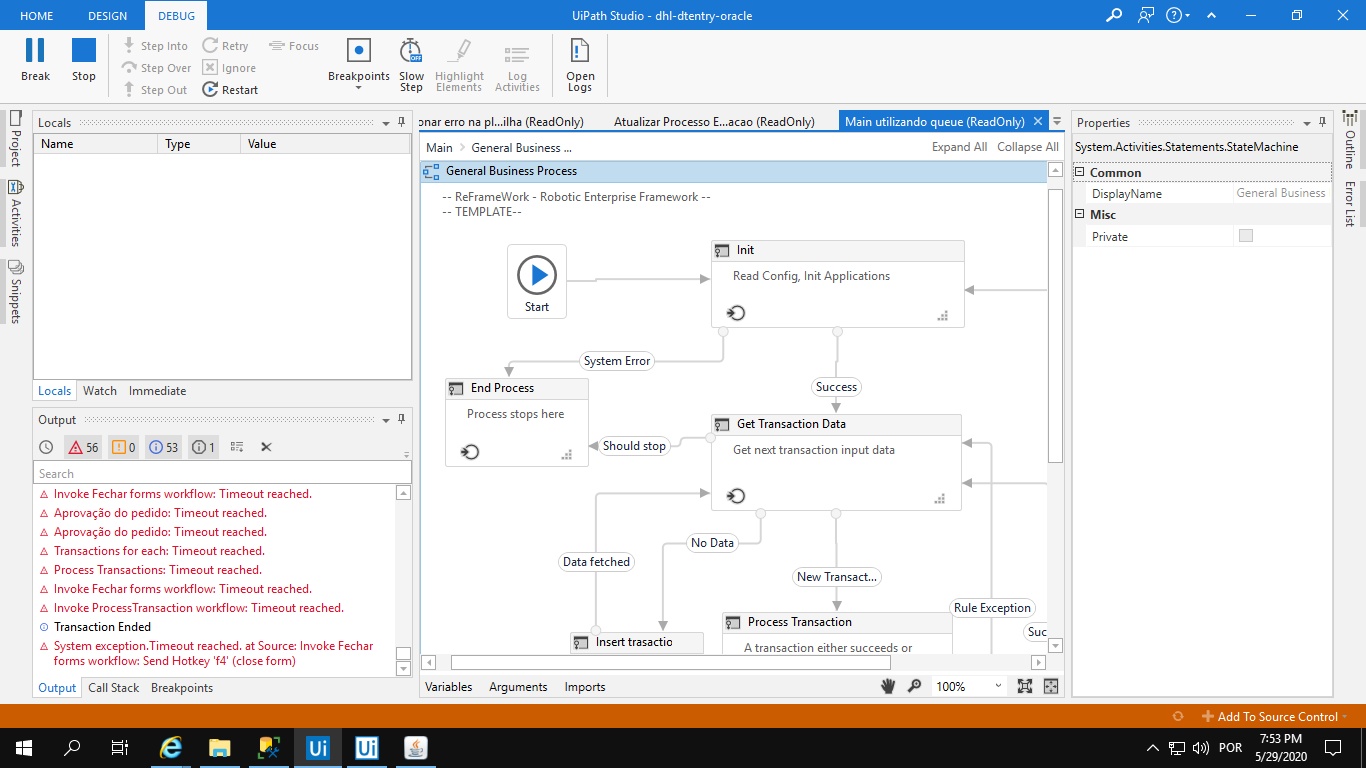 HOME
DESIGN
DEBUG
UiPath Studio - dhl-dtentry-oracle
Break
Stop
Step Into
Step Over
Step Out
Retry
Ignore
Restart
Focus
Breakpoints
Slow
Step
OFF
Highlight
Elements
Log
Activities
Open
Logs
Project
Activities
Snippets
Locals
Name
Type
Value
Locals
Watch
Immediate
Output
56
0
53
1
Search
Invoke Fechar forms workflow: Timeout reached.
Aprovação do pedido: Timeout reached.
Aprovação do pedido: Timeout reached.
Transactions for each: Timeout reached.
Process Transactions: Timeout reached.
Invoke Fechar forms workflow: Timeout reached.
Invoke ProcessTransaction workflow: Timeout reached.
Transaction Ended
System exception.Timeout reached. at Source: Invoke Fechar
forms workflow: Send Hotkey 'f4' (close form)
Output
Call Stack
Breakpoints
onar erro na pl...ilha (ReadOnly)
Atualizar Processo E...acao (ReadOnly)
Main utilizando queue (ReadOnly)
Main
General Business ...
Expand All
Collapse All
General Business Process
-- ReFrameWork - Robotic Enterprise Framework --
-- TEMPLATE--
Start
Init
Read Config, Init Applications
System Error
Success
End Process
Process stops here
Should stop
Get Transaction Data
Get next transaction input data
No Data
Data fetched
New Transact...
Rule Exception
Suc
Insert trasactio
Process Transaction
A transaction either succeeds or
Variables
Arguments
Imports
100%
Properties
System.Activities.Statements.StateMachine
Common
DisplayName
General Business
Misc
Private
Outline
Error List
Add To Source Control
Ui
Ui
POR
7:53 PM
5/29/2020